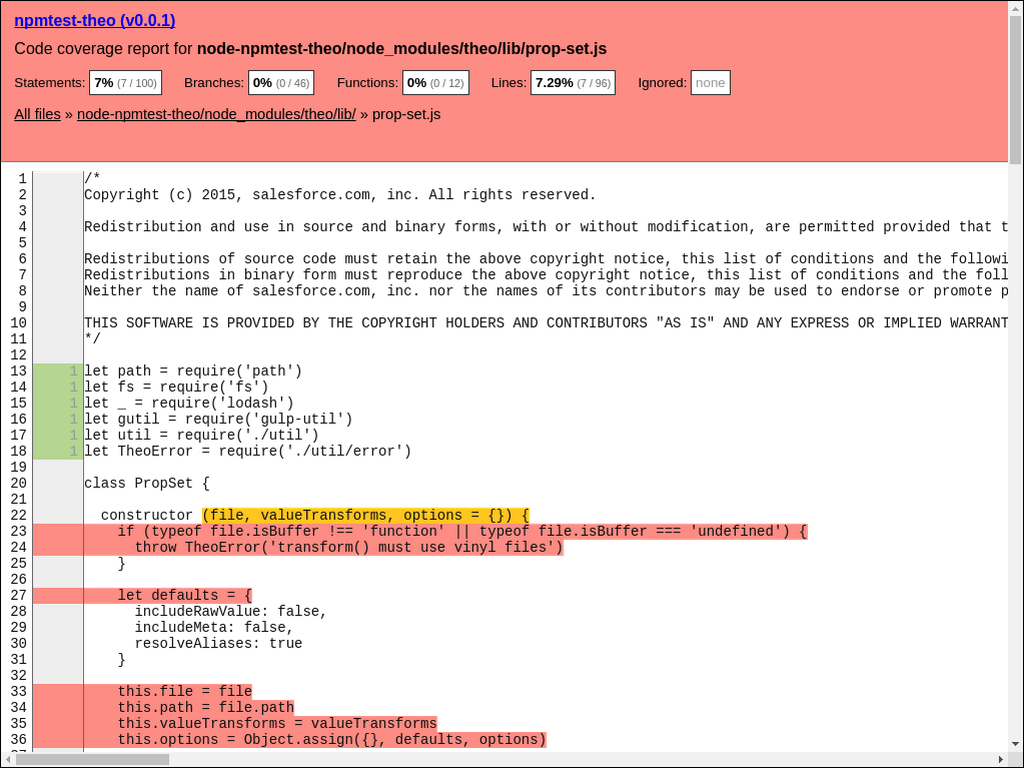 npmtest-theo (v0.0.1)
Code coverage report for node-npmtest-theo/node_modules/theo/lib/prop-set.js
Statements: 7% (7 / 100) Branches: 0% (0 / 46) Functions: 0% (0 / 12) Lines: 7.29% (7 / 96) Ignored: none
All files » node-npmtest-theo/node_modules/theo/lib/ » prop-set.js
1 /*
2 Copyright (c) 2015, salesforce.com, inc. All rights reserved.
3
4 Redistribution and use in source and binary forms, with or without modification, are permitted provided that t
5
6 Redistributions of source code must retain the above copyright notice, this list of conditions and the followi
7 Redistributions in binary form must reproduce the above copyright notice, this list of conditions and the foll
8 Neither the name of salesforce.com, inc. nor the names of its contributors may be used to endorse or promote p
9
10 THIS SOFTWARE IS PROVIDED BY THE COPYRIGHT HOLDERS AND CONTRIBUTORS "AS IS" AND ANY EXPRESS OR IMPLIED WARRANT
11 */
12
13 1 let path = require('path')
14 1 let fs = require('fs')
15 1 let _ = require('lodash')
16 1 let gutil = require('gulp-util')
17 1 let util = require('./util')
18 1 let TheoError = require('./util/error')
19
20 class PropSet {
21
22 constructor (file, valueTransforms, options = {}) {
23 if (typeof file.isBuffer !== 'function' || typeof file.isBuffer === 'undefined') {
24 throw TheoError('transform() must use vinyl files')
25 }
26
27 let defaults = {
28 includeRawValue: false,
29 includeMeta: false,
30 resolveAliases: true
31 }
32
33 this.file = file
34 this.path = file.path
35 this.valueTransforms = valueTransforms
36 this.options = Object.assign({}, defaults, options)